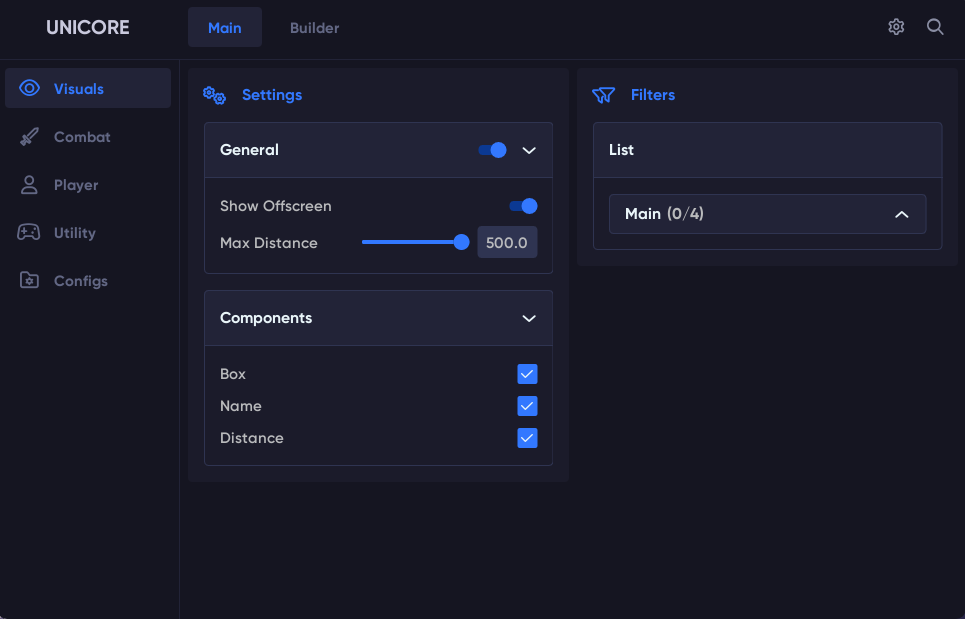 UNICORE
Main
Builder
Visuals
Combat
Player
Utility
Configs
Settings
General
Show Offscreen
Max Distance 500.0
Components
Box
Name
Distance
Filters
List
Main (0/4)